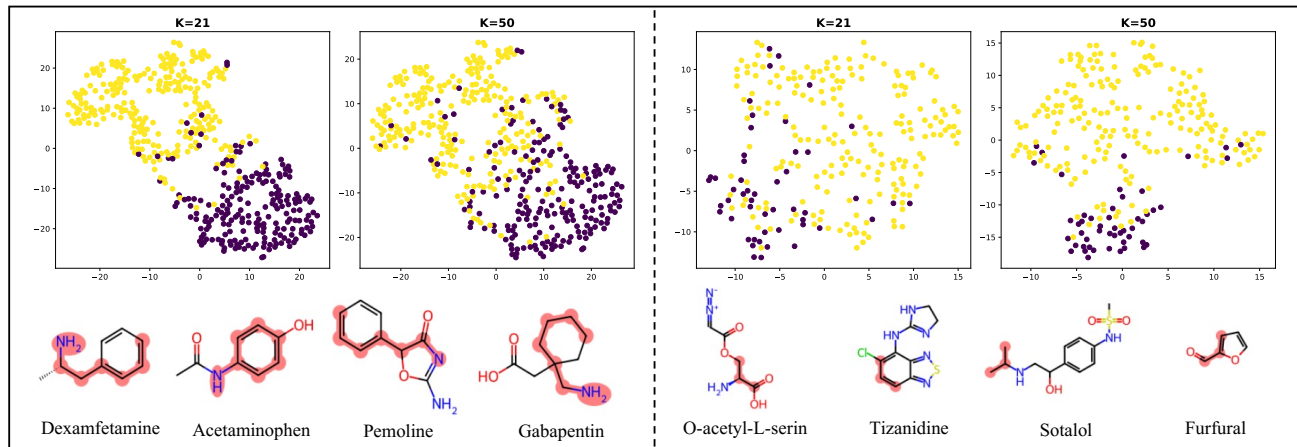 K=21
K=50
K=21
K=50
20
10
0
−10
−20
−20
−10
0
10
20
20
10
0
−10
−20
−20
−10
0
10
20
10
5
0
−5
−10
−10
−5
0
5
10
15
15
10
5
0
−5
−10
−15
−10
−5
0
5
10
15
NH₂
O
N
H
OH
O
N
O
NH₂
O
HO
NH₂
N⁻
N⁺
O
O
H₂N
O
OH
HN
N
Cl
NH
N
S
N
O
S
O
NH
HN
OH
O
O
Dexamfetamine
Acetaminophen
Pemoline
Gabapentin
O-acetyl-L-serin
Tizanidine
Sotalol
Furfural